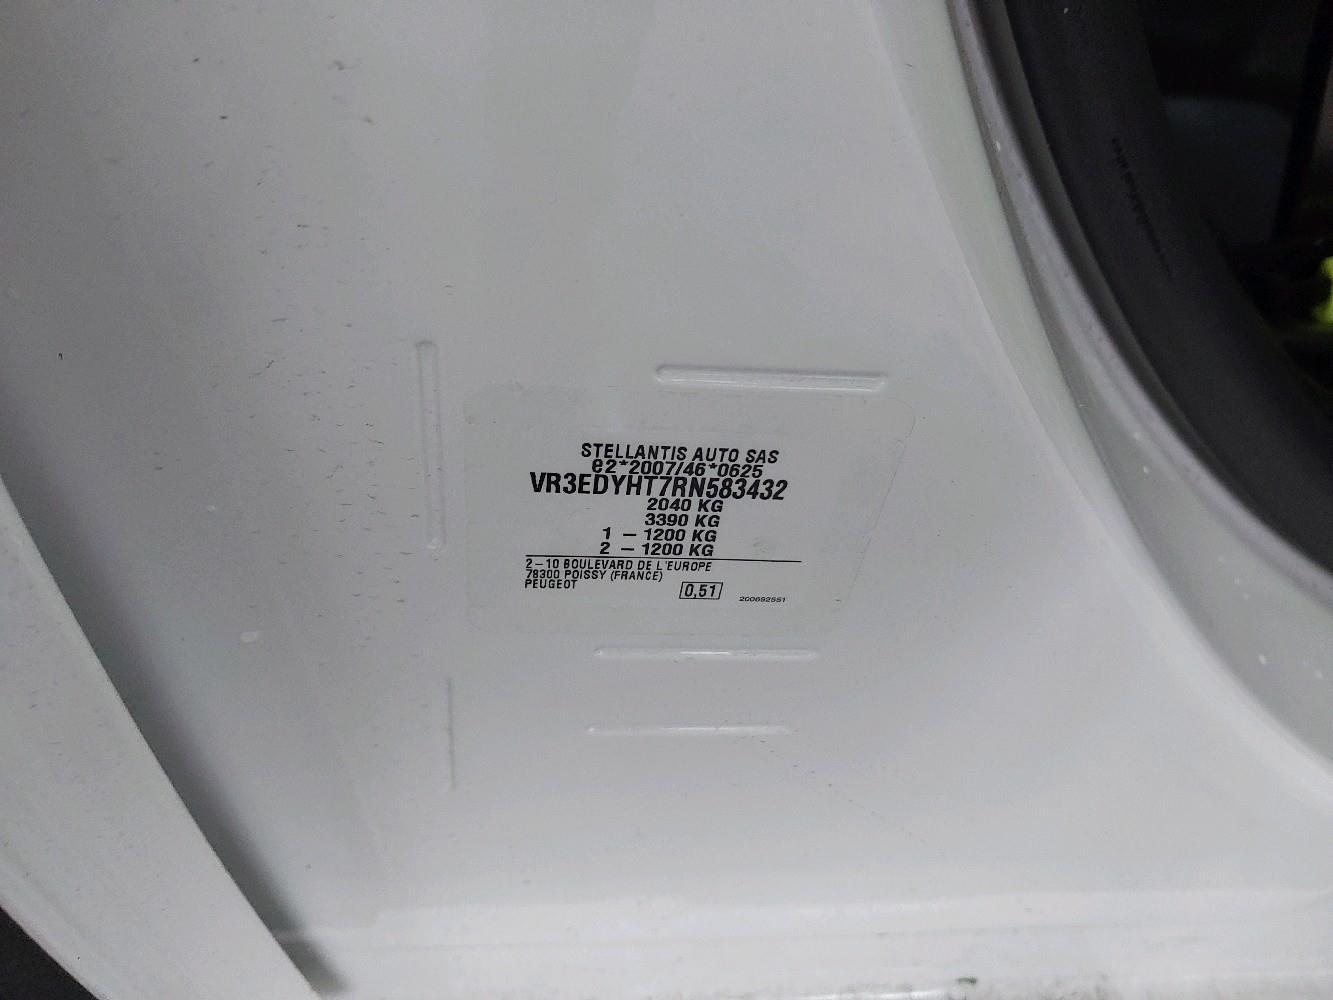 STELLANTIS AUTO SAS
e2*2007/46*0625
VR3EDYHT7RN583432
2040 KG
3390 KG
1 – 1200 KG
2 – 1200 KG
2–10 BOULEVARD DE L'EUROPE
78300 POISSY (FRANCE)
PEUGEOT
0,51
200692551